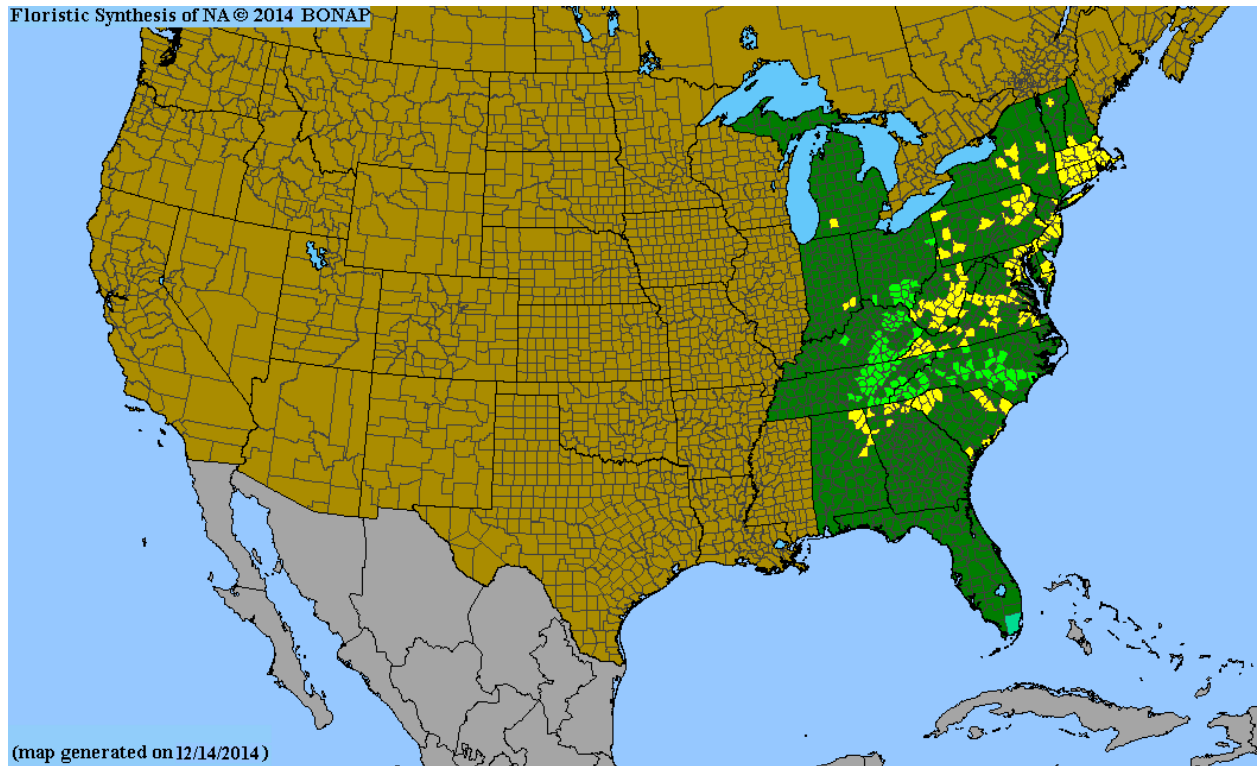 Floristic Synthesis of NA © 2014 BONAP
(map generated on 12/14/2014)